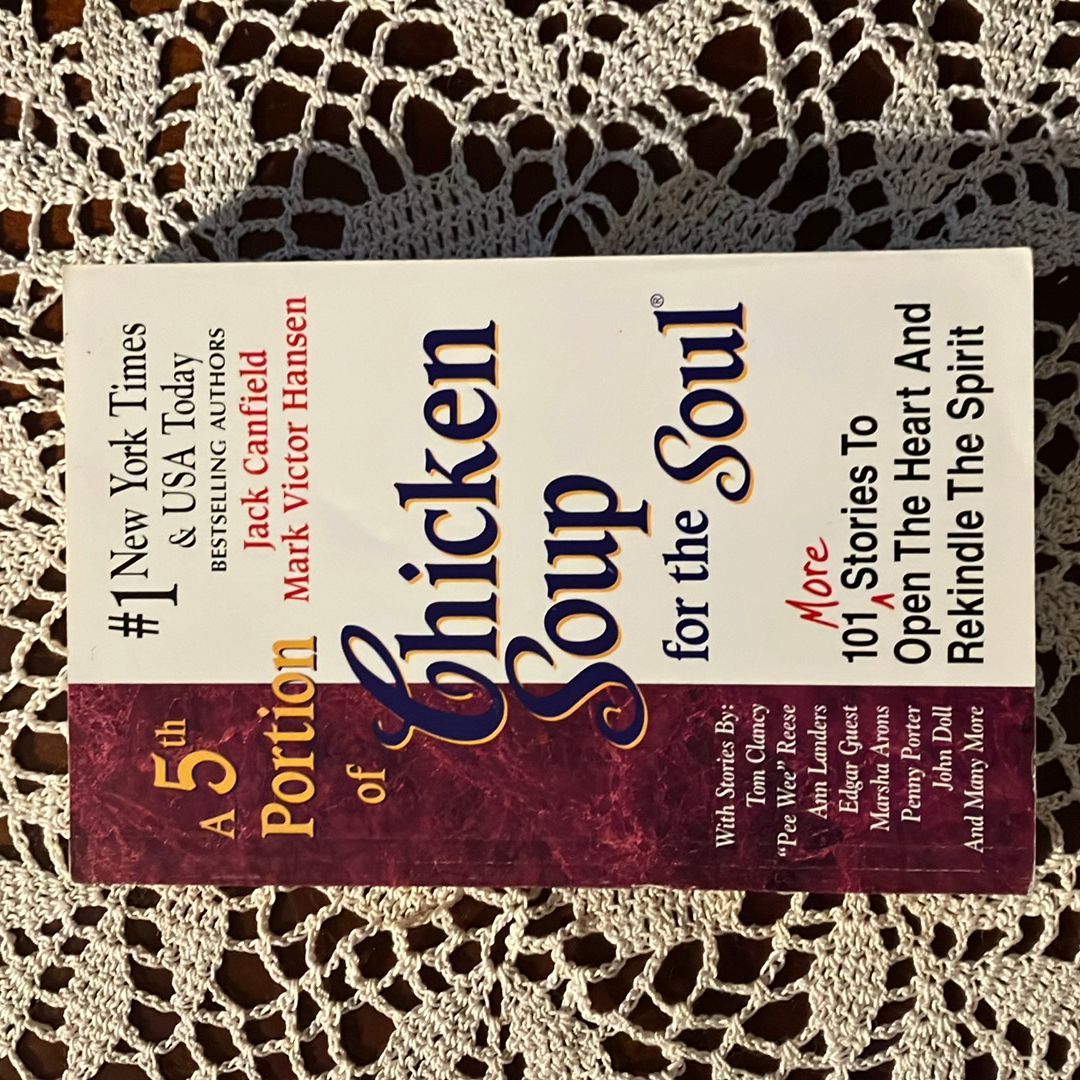 #1 New York Times
& USA Today
BESTSELLING AUTHORS
Jack Canfield
Mark Victor Hansen
A 5th
Portion
of
Chicken
Soup
for the Soul®
More
101 ^ Stories To
Open The Heart And
Rekindle The Spirit
With Stories By:
Tom Clancy
“Pee Wee” Reese
Ann Landers
Edgar Guest
Marsha Arons
Penny Porter
John Doll
And Many More